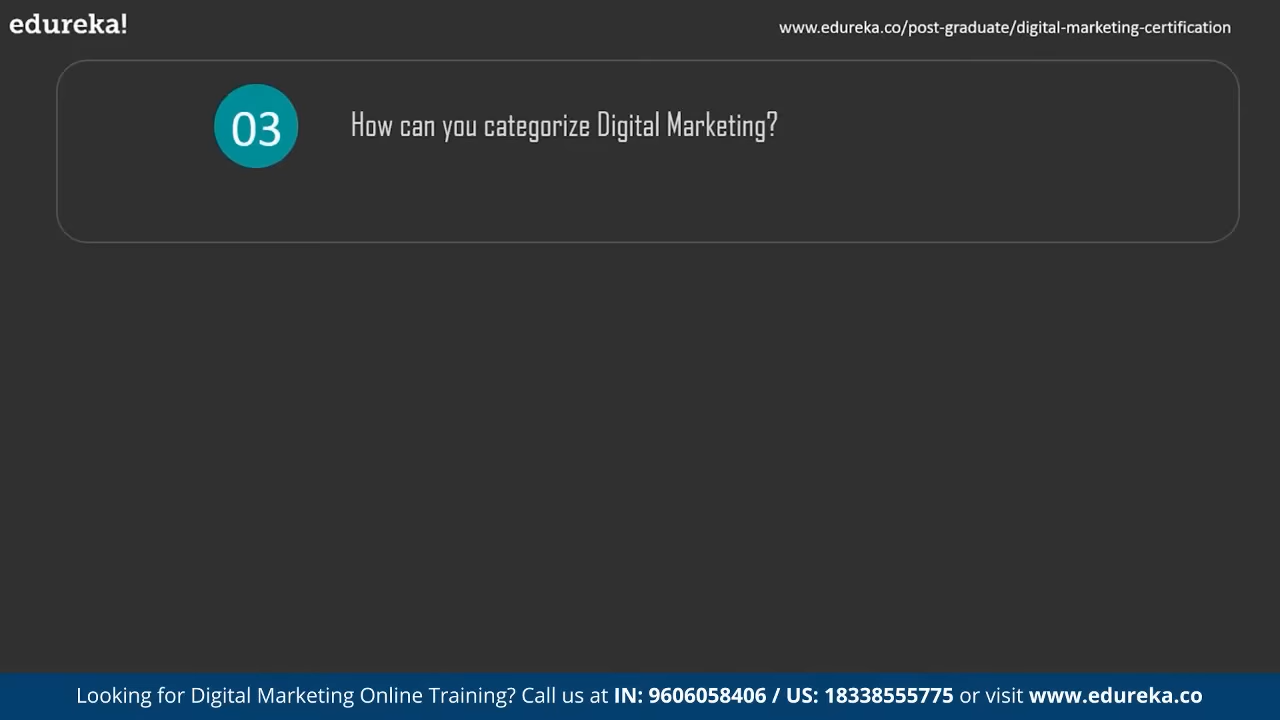 edureka!
www.edureka.co/post-graduate/digital-marketing-certification
03
How can you categorize Digital Marketing?
Looking for Digital Marketing Online Training? Call us at IN: 9606058406 / US: 18338555775 or visit www.edureka.co